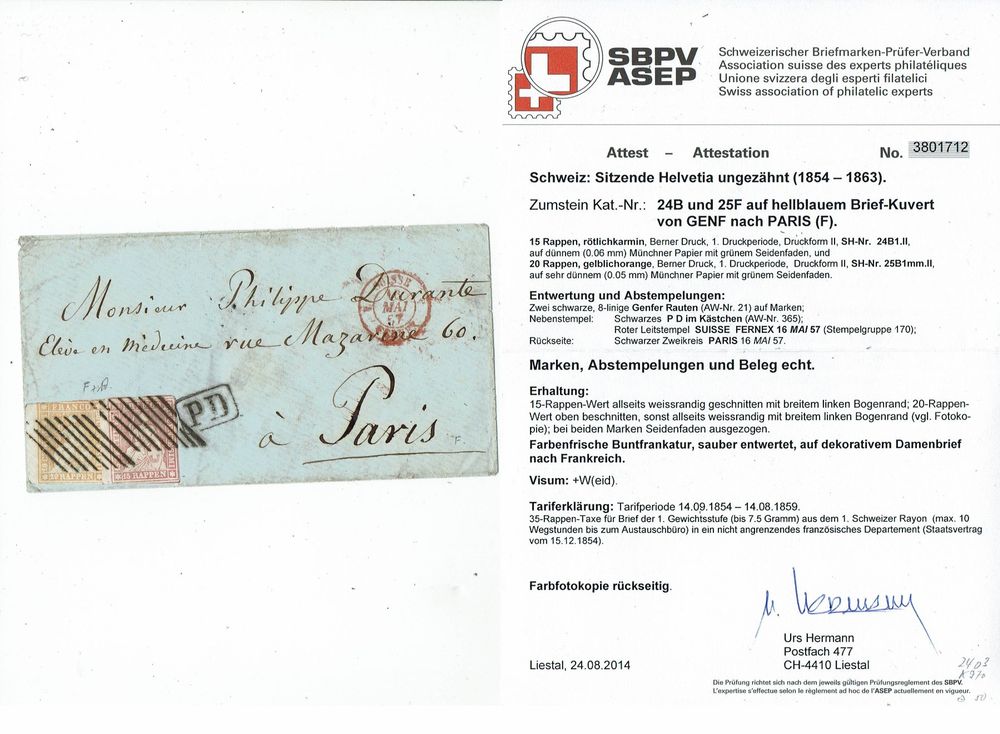 Monsieur Philippe Durante
Elève en médecine rue Mazarine 60.
à Paris
SUISSE
MAI
57
PD
FRANCO
15 RAPPEN
F
SBPV
ASEP
Schweizerischer Briefmarken-Prüfer-Verband
Association suisse des experts philatéliques
Unione svizzera degli esperti filatelici
Swiss association of philatelic experts
Attest – Attestation No. 3801712
Schweiz: Sitzende Helvetia ungezähnt (1854 – 1863).
Zumstein Kat.-Nr.: 24B und 25F auf hellblauem Brief-Kuvert
von GENF nach PARIS (F).
15 Rappen, rötlichkarmin, Berner Druck, 1. Druckperiode, Druckform II, SH-Nr. 24B1.II,
auf dünnem (0.06 mm) Münchner Papier mit grünem Seidenfaden, und
20 Rappen, gelblichorange, Berner Druck, 1. Druckperiode, Druckform II, SH-Nr. 25B1mm.II,
auf sehr dünnem (0.05 mm) Münchner Papier mit grünem Seidenfaden.
Entwertung und Abstempelungen:
Zwei schwarze, 8-linige Genfer Rauten (AW-Nr. 21) auf Marken;
Nebenstempel: Schwarzes P D im Kästchen (AW-Nr. 365);
Roter Leitstempel SUISSE FERNEX 16 MAI 57 (Stempelgruppe 170);
Rückseite: Schwarzer Zweikreis PARIS 16 MAI 57.
Marken, Abstempelungen und Beleg echt.
Erhaltung:
15-Rappen-Wert allseits weissrandig geschnitten mit breitem linken Bogenrand; 20-Rappen-
Wert oben beschnitten, sonst allseits weissrandig mit breitem linken Bogenrand (vgl. Fotoko-
pie); bei beiden Marken Seidenfaden ausgezogen.
Farbenfrische Buntfrankatur, sauber entwertet, auf dekorativem Damenbrief
nach Frankreich.
Visum: +W(eid).
Tariferklärung: Tarifperiode 14.09.1854 – 14.08.1859.
35-Rappen-Taxe für Brief der 1. Gewichtsstufe (bis 7.5 Gramm) aus dem 1. Schweizer Rayon (max. 10
Wegstunden bis zum Austauschbüro) in ein nicht angrenzendes französisches Departement (Staatsvertrag
vom 15.12.1854).
Farbfotokopie rückseitig.
Urs Hermann
Postfach 477
Liestal, 24.08.2014 CH-4410 Liestal
Die Prüfung richtet sich nach dem jeweils gültigen Prüfungsreglement des SBPV.
L'expertise s'effectue selon le règlement ad hoc de l'ASEP actuellement en vigueur.